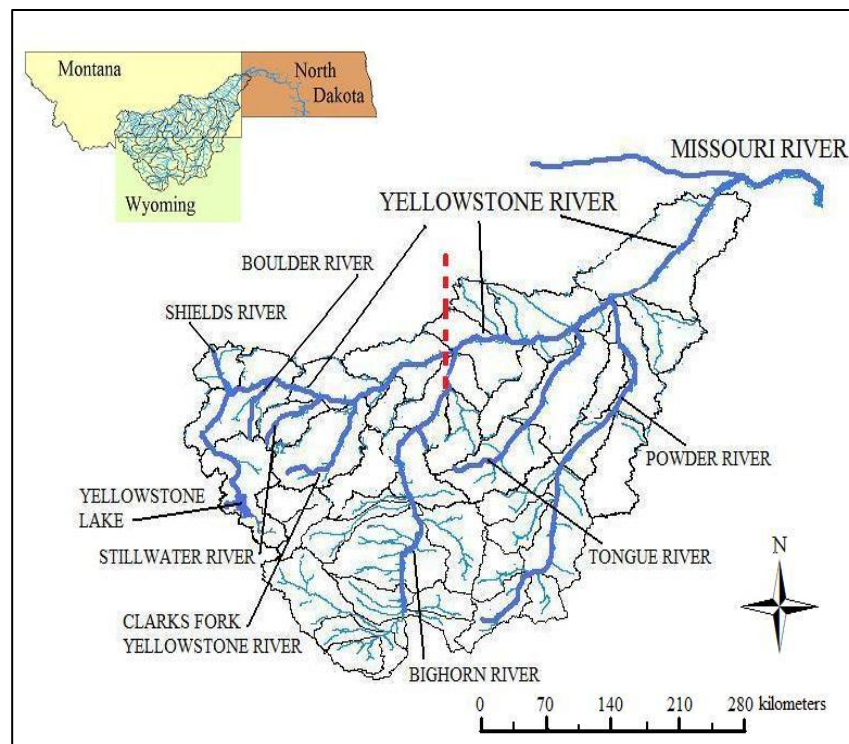 Montana
North
Dakota
Wyoming
MISSOURI RIVER
YELLOWSTONE RIVER
BOULDER RIVER
SHIELDS RIVER
POWDER RIVER
YELLOWSTONE
LAKE
STILLWATER RIVER
TONGUE RIVER
N
CLARKS FORK
YELLOWSTONE RIVER
BIGHORN RIVER
0 70 140 210 280 kilometers